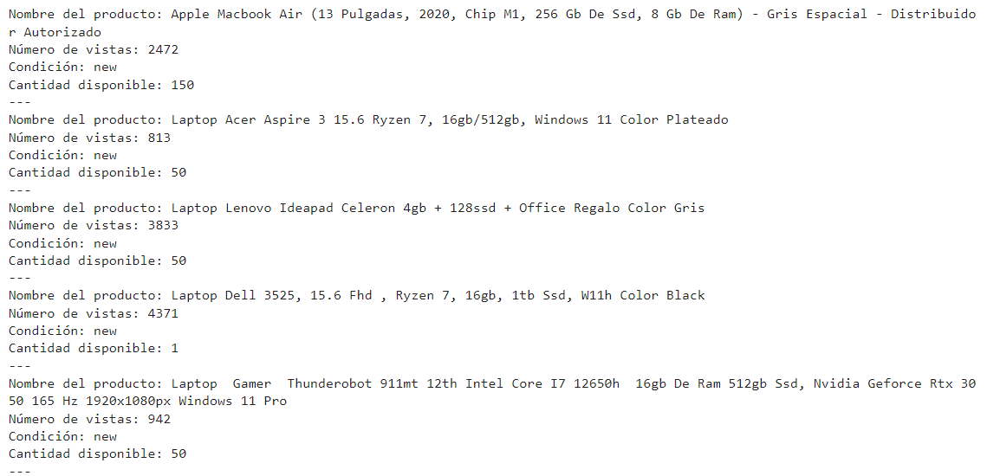 Nombre del producto: Apple Macbook Air (13 Pulgadas, 2020, Chip M1, 256 Gb De Ssd, 8 Gb De Ram) - Gris Espacial - Distribuido
r Autorizado
Número de vistas: 2472
Condición: new
Cantidad disponible: 150
---
Nombre del producto: Laptop Acer Aspire 3 15.6 Ryzen 7, 16gb/512gb, Windows 11 Color Plateado
Número de vistas: 813
Condición: new
Cantidad disponible: 50
---
Nombre del producto: Laptop Lenovo Ideapad Celeron 4gb + 128ssd + Office Regalo Color Gris
Número de vistas: 3833
Condición: new
Cantidad disponible: 50
---
Nombre del producto: Laptop Dell 3525, 15.6 Fhd , Ryzen 7, 16gb, 1tb Ssd, W11h Color Black
Número de vistas: 4371
Condición: new
Cantidad disponible: 1
---
Nombre del producto: Laptop  Gamer  Thunderobot 911mt 12th Intel Core I7 12650h  16gb De Ram 512gb Ssd, Nvidia Geforce Rtx 30
50 165 Hz 1920x1080px Windows 11 Pro
Número de vistas: 942
Condición: new
Cantidad disponible: 50
---